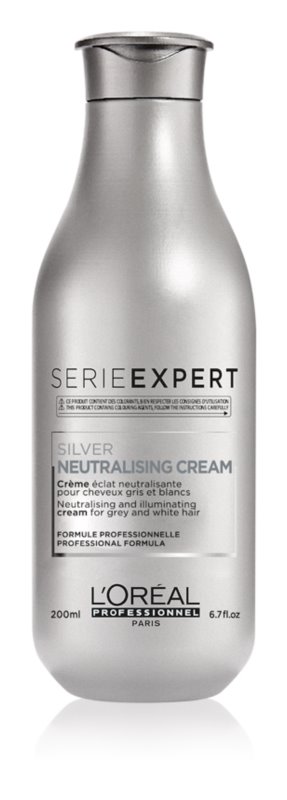 SERIE EXPERT
CE PRODUIT CONTIENT DES COLORANTS, BIEN RESPECTER LES CONSIGNES D'UTILISATION
THIS PRODUCT CONTAINS COLOURING AGENTS, FOLLOW THE INSTRUCTIONS CAREFULLY
SILVER
NEUTRALISING CREAM
Crème éclat neutralisante
pour cheveux gris et blancs
Neutralising and illuminating
cream for grey and white hair
FORMULE PROFESSIONNELLE
PROFESSIONAL FORMULA
L'ORÉAL
PROFESSIONNEL
200ml PARIS 6.7fl.oz